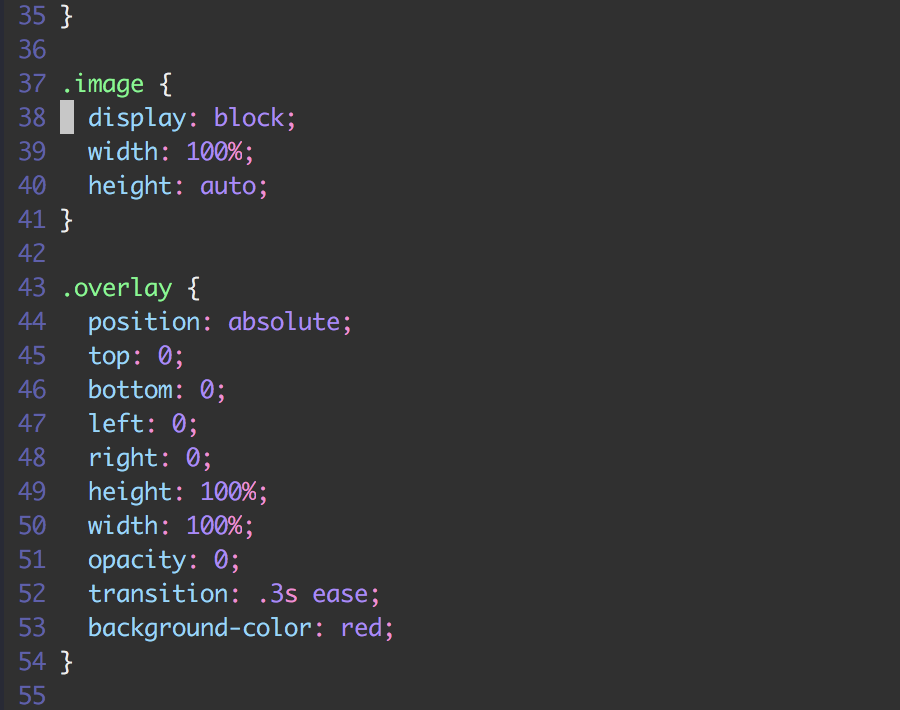 35 }
36
37 .image {
38   display: block;
39   width: 100%;
40   height: auto;
41 }
42
43 .overlay {
44   position: absolute;
45   top: 0;
46   bottom: 0;
47   left: 0;
48   right: 0;
49   height: 100%;
50   width: 100%;
51   opacity: 0;
52   transition: .3s ease;
53   background-color: red;
54 }
55